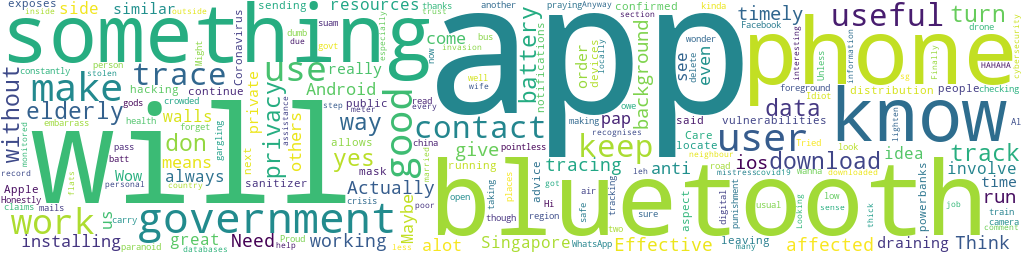 something
app
phone
will
bluetooth
know
government
user
useful
use
good
make
work
contact
keep
download
privacy
trace
without
elderly
walls
way
yes
don
means
always
Wow
Actually
Android
really
similar
resources
side
sending
exposes
Coronavirus
timely
turn
see
even
order
devices
background
notifications
battery
data
vulnerabilities
ios
track
involve
idea
time
run
people
powerbanks
tracing
anti
give
pap
said
Care
locate
aspect
Singapore
Effective
affected
draining
Think
leaving
alot
Maybe
others
private
public
mask
sanitizer
allows
working
great
Need
installing
us
Apple
Honestly
hacking
continue
confirmed
distribution
running
advice
region
WhatsApp
mistresscovid19
punishment
digital
road
neighbour
foreground
information
interesting
Facebook
Anyway
praying
another
section
kinda
outside
drone
security
HAHAHA
checking
Finally
Unless
wonder
delete
especially
invasion
thanks
trust
inside
constantly
stolen
person
dumb
due
suam
govt
Might
now
come
bus
well
wife
locally
making
owe
recognises
pointless
crowded
gods
embarrass
health
forget
gargling
next
step
meter
read
every
assistance
china
married
monitored
pass
batt
record
claims
mails
personal
flats
databases
country
paranoid
Proud
help
crisis
carry
poor
less
open
taking
though
places
Hi
got
safe
air
tracking
two
sure
leh
many
train
camera
comment
job
low
sense
thick
usual
Looking
wanna
downloaded
look
Tried
Idiot
sg
lighten